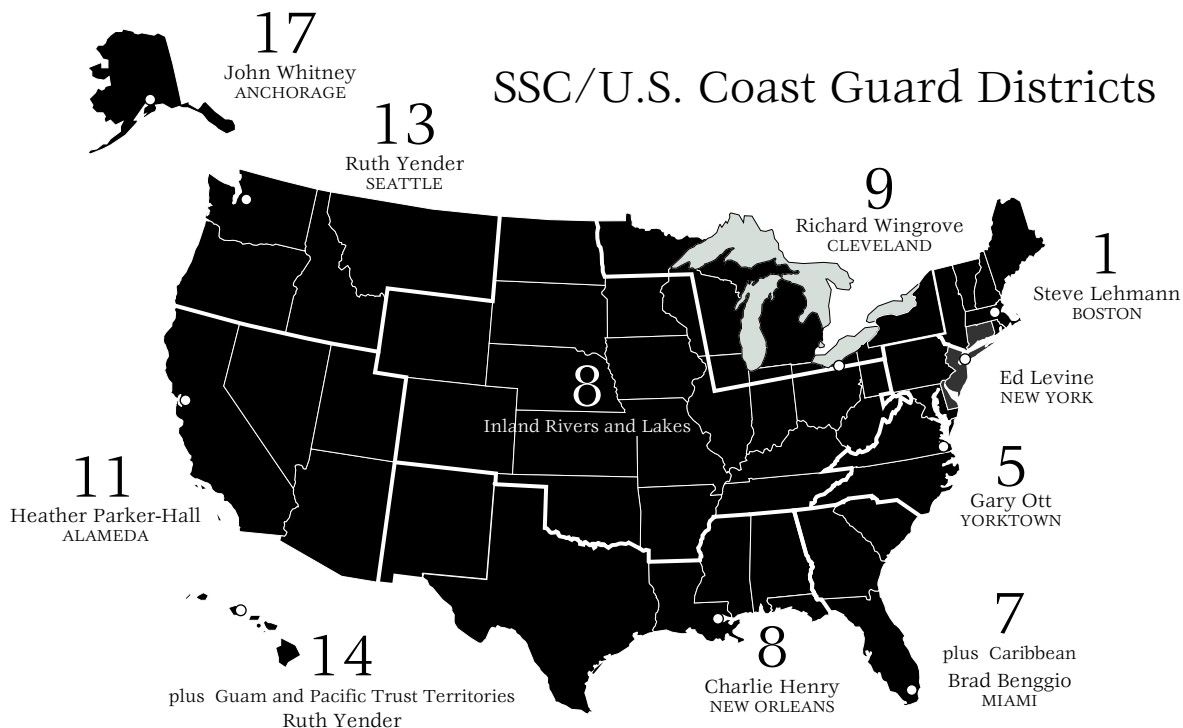 17
John Whitney
ANCHORAGE
SSC/U.S. Coast Guard Districts
13
Ruth Yender
SEATTLE
9
Richard Wingrove
CLEVELAND
1
Steve Lehmann
BOSTON
Ed Levine
NEW YORK
8
Inland Rivers and Lakes
5
Gary Ott
YORKTOWN
11
Heather Parker-Hall
ALAMEDA
7
plus Caribbean
Brad Benggio
MIAMI
14
plus Guam and Pacific Trust Territories
Ruth Yender
8
Charlie Henry
NEW ORLEANS